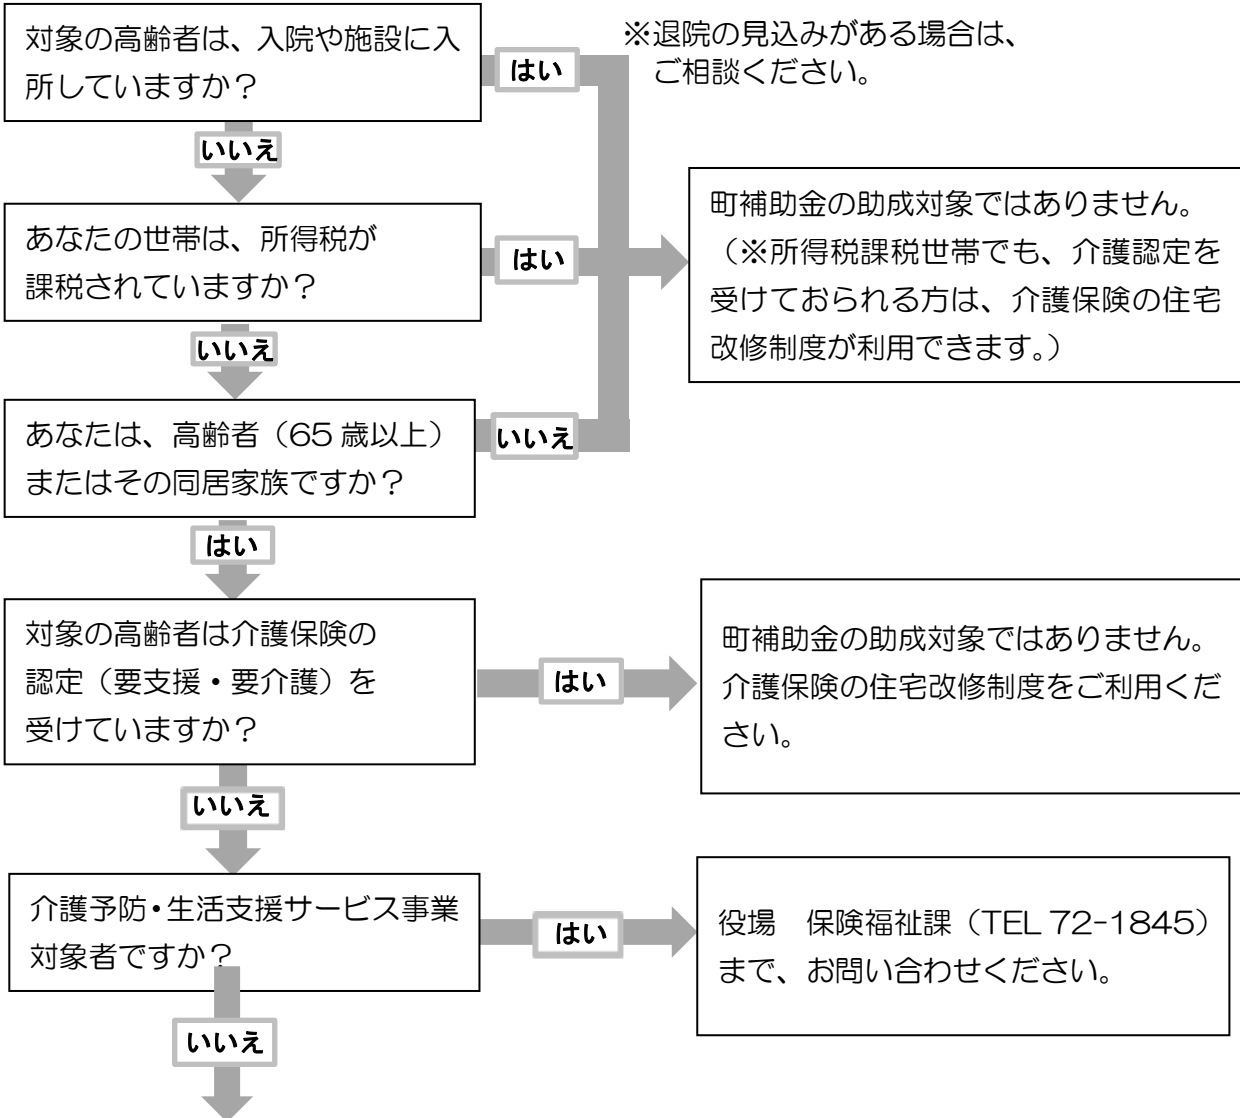 対象の高齢者は、入院や施設に入
所していますか？
はい
※退院の見込みがある場合は、
ご相談ください。
いいえ
あなたの世帯は、所得税が
課税されていますか？
はい
町補助金の助成対象ではありません。
（※所得税課税世帯でも、介護認定を
受けておられる方は、介護保険の住宅
改修制度が利用できます。）
いいえ
あなたは、高齢者（65歳以上）
またはその同居家族ですか？
いいえ
はい
対象の高齢者は介護保険の
認定（要支援・要介護）を
受けていますか？
はい
町補助金の助成対象ではありません。
介護保険の住宅改修制度をご利用くだ
さい。
いいえ
介護予防・生活支援サービス事業
対象者ですか？
はい
役場　保険福祉課（TEL 72-1845）
まで、お問い合わせください。
いいえ